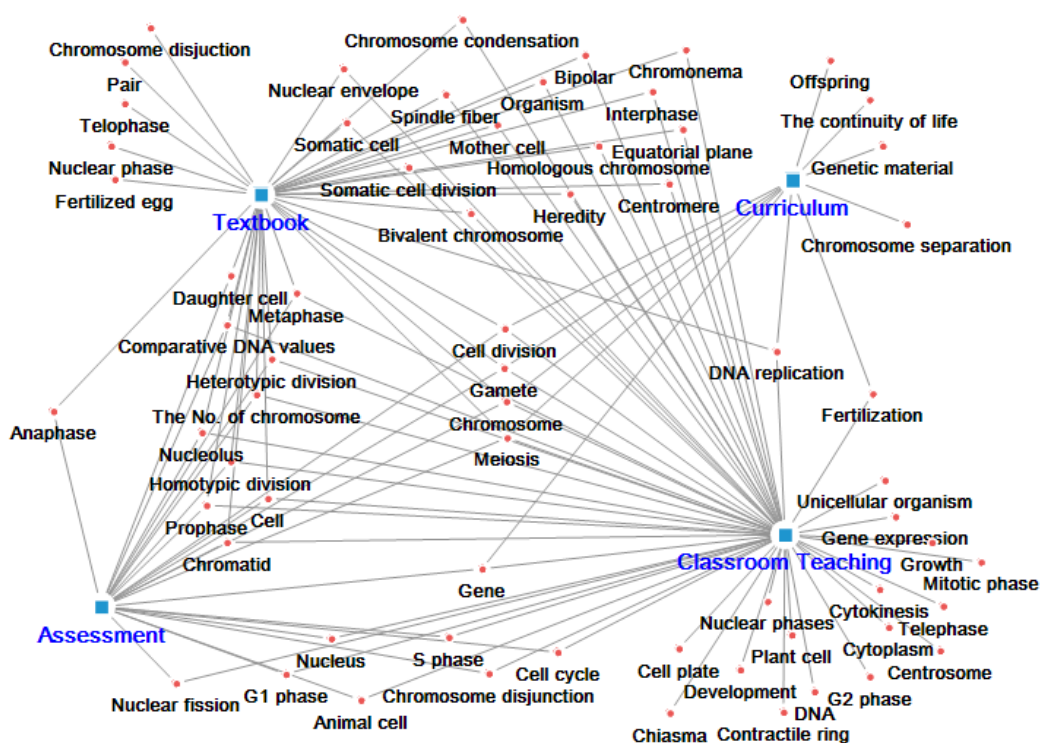 Chromosome disjuction
Pair
Telophase
Nuclear phase
Fertilized egg
Textbook
Chromosome condensation
Nuclear envelope
Bipolar
Chromonema
Organism
Spindle fiber
Interphase
Somatic cell
Mother cell
Equatorial plane
Homologous chromosome
Somatic cell division
Centromere
Heredity
Bivalent chromosome
Offspring
The continuity of life
Genetic material
Curriculum
Chromosome separation
Daughter cell
Metaphase
Comparative DNA values
Heterotypic division
The No. of chromosome
Anaphase
Nucleolus
Homotypic division
Prophase
Cell
Chromatid
Cell division
Gamete
Chromosome
Meiosis
DNA replication
Fertilization
Gene
Unicellular organism
Gene expression
Classroom Teaching
Growth
Mitotic phase
Cytokinesis
Nuclear phases
Telephase
Plant cell
Cytoplasm
Centrosome
Cell plate
Development
G2 phase
DNA
Chiasma
Contractile ring
Assessment
Nucleus
S phase
Cell cycle
Nuclear fission
G1 phase
Chromosome disjunction
Animal cell